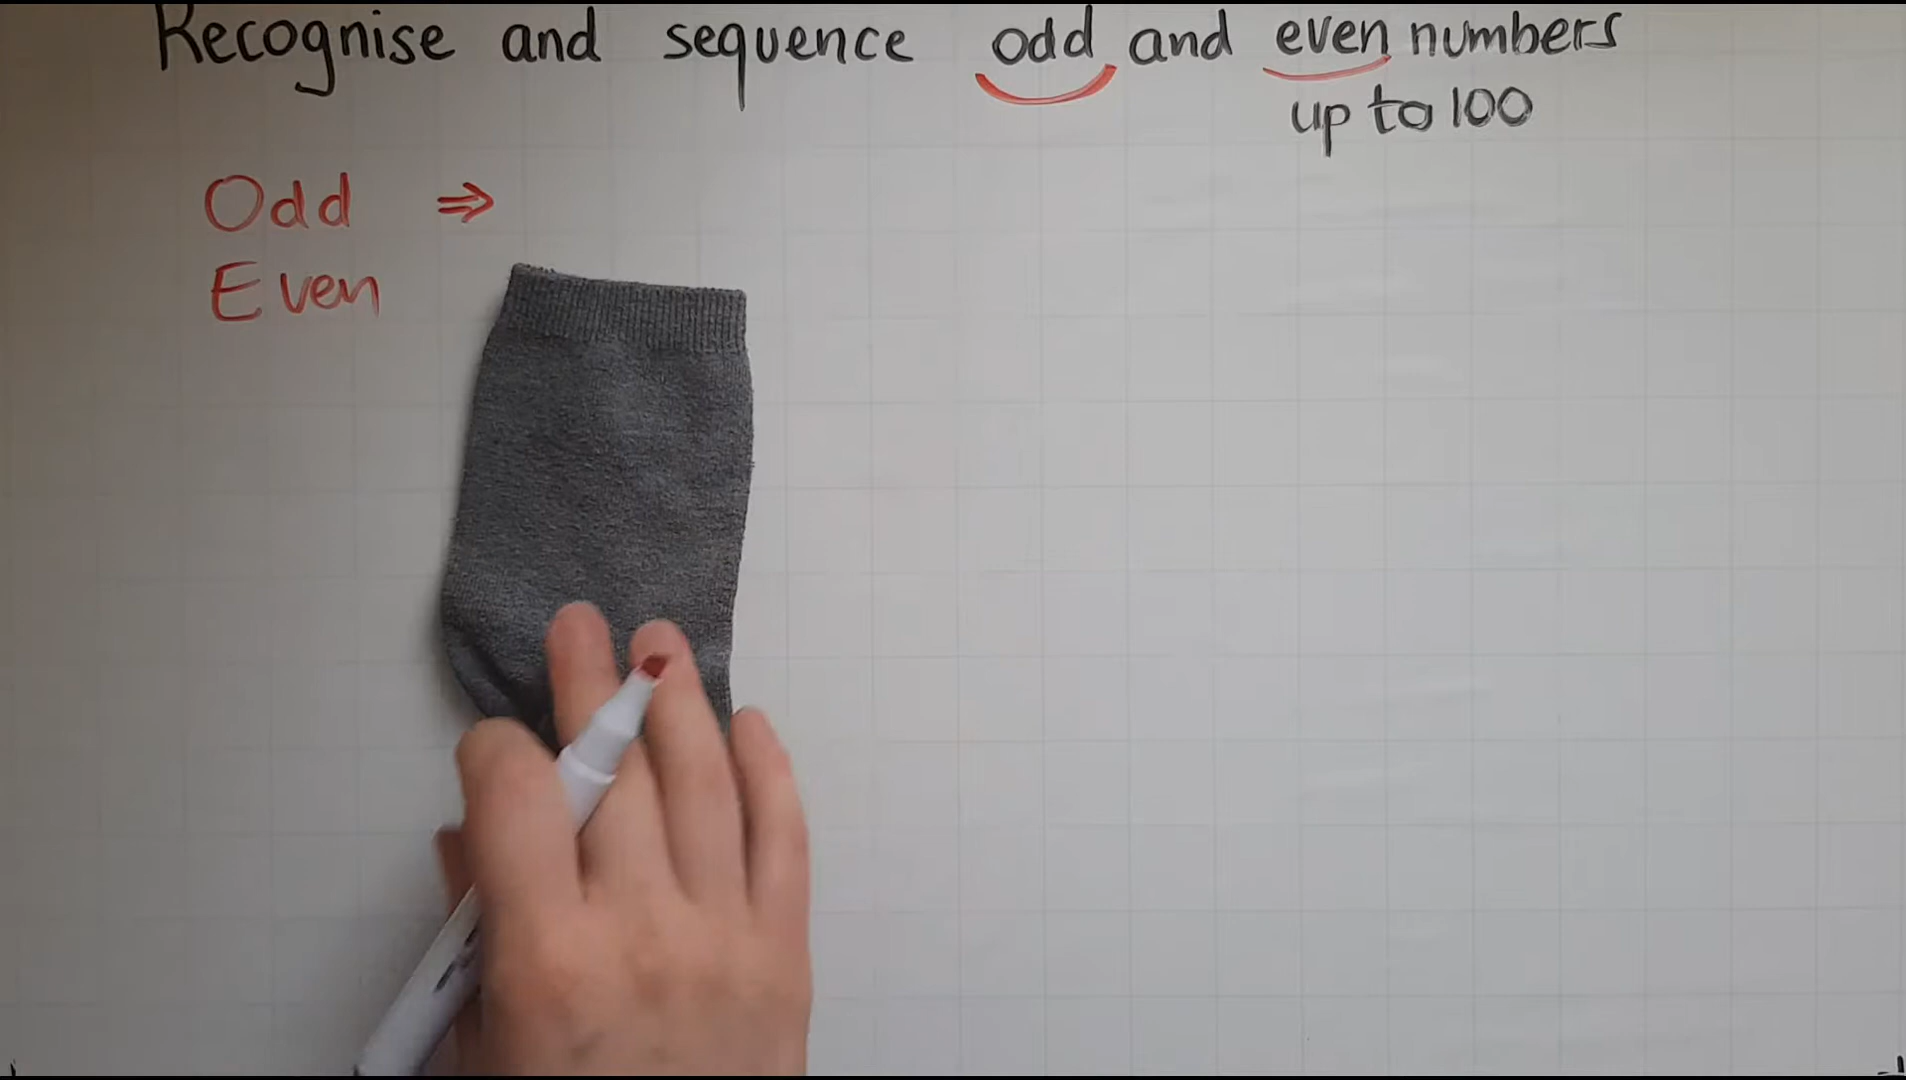 Recognise and sequence odd and even numbers
up to 100
Odd ⇒
Even